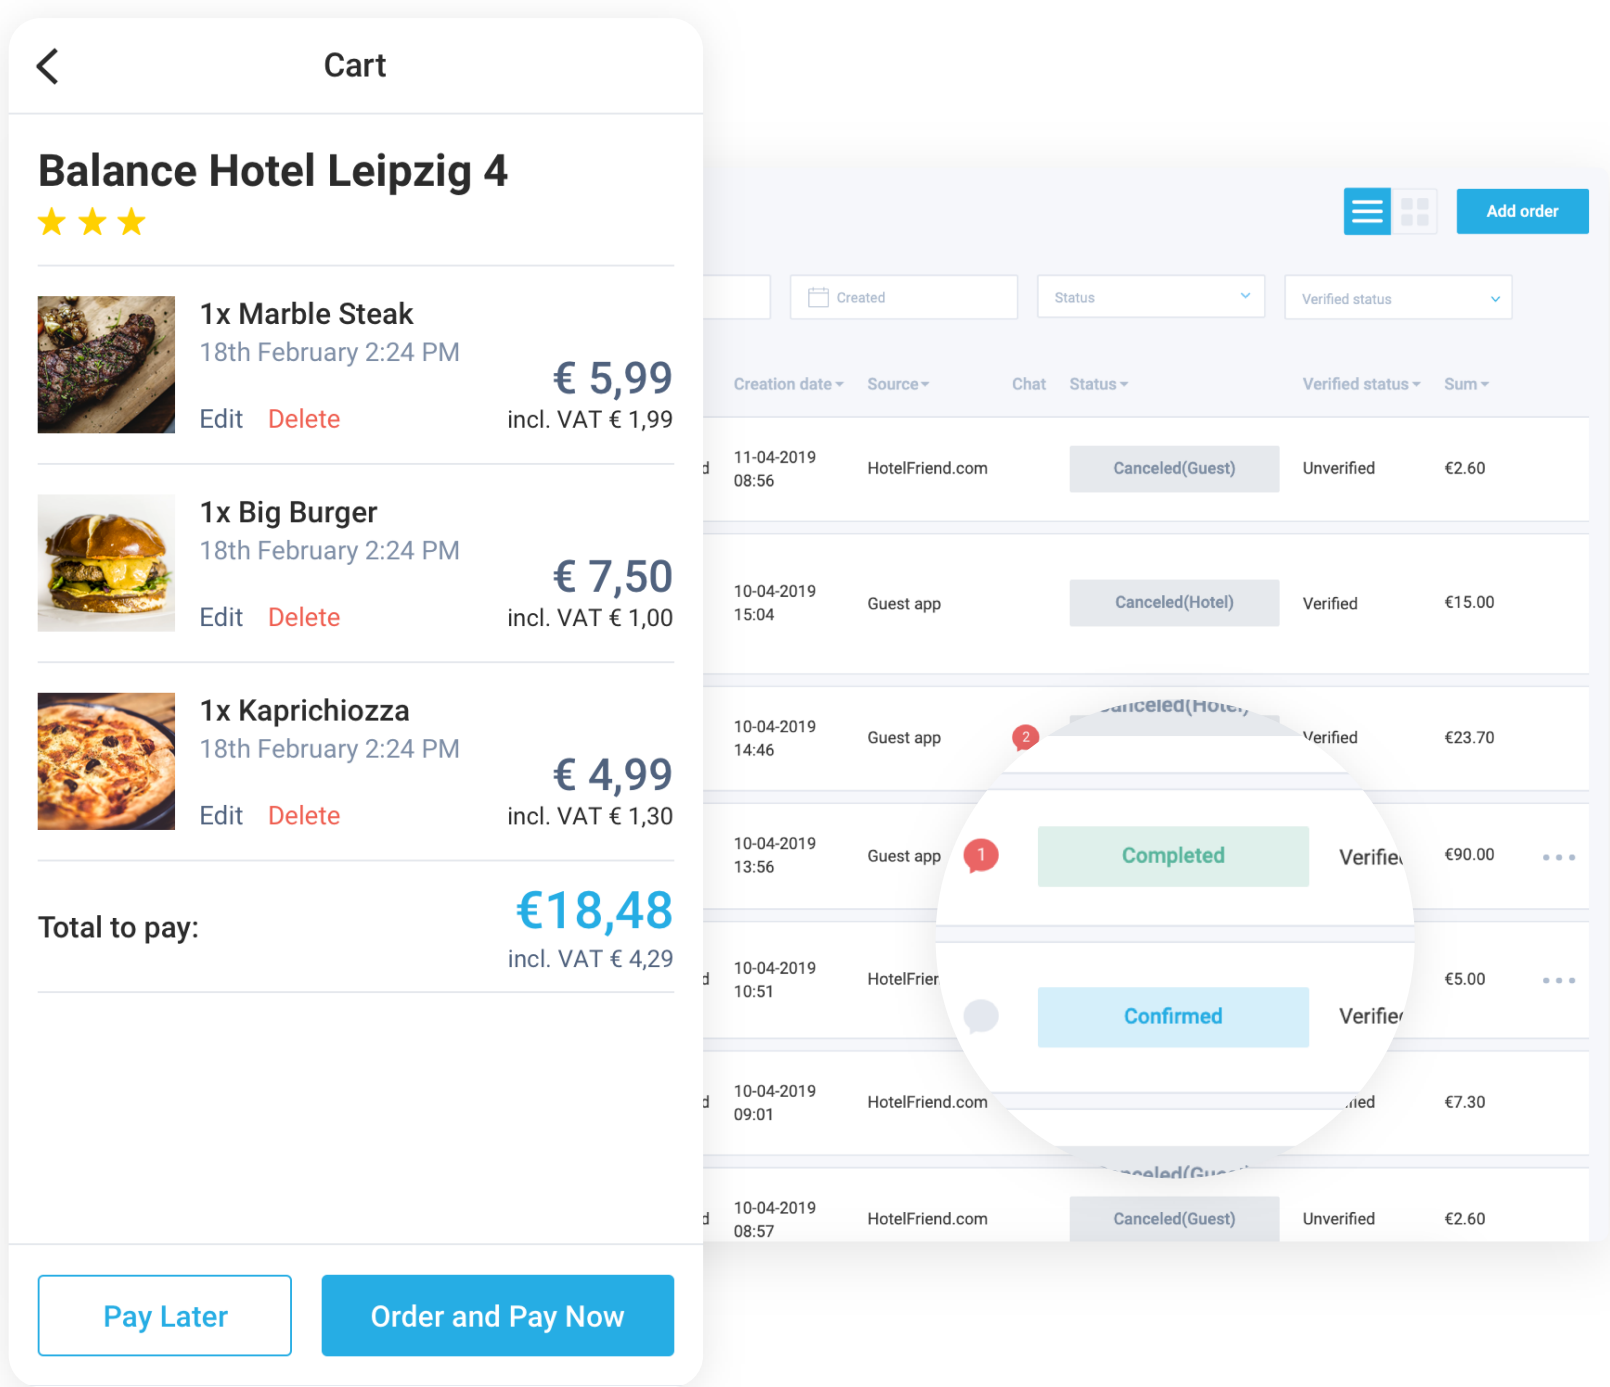 Cart
Balance Hotel Leipzig 4
1x Marble Steak
18th February 2:24 PM
€ 5,99
Edit Delete
incl. VAT € 1,99
1x Big Burger
18th February 2:24 PM
€ 7,50
Edit Delete
incl. VAT € 1,00
1x Kaprichiozza
18th February 2:24 PM
€ 4,99
Edit Delete
incl. VAT € 1,30
Total to pay:
€18,48
incl. VAT € 4,29
Pay Later
Order and Pay Now
Add order
Created
Status
Verified status
Creation date Source Chat Status Verified status Sum
d 11-04-2019
08:56
HotelFriend.com Canceled(Guest) Unverified €2.60
10-04-2019
15:04
Guest app Canceled(Hotel) Verified €15.00
Canceled(Hotel)
10-04-2019
14:46
Guest app 2 Verified €23.70
10-04-2019
13:56
Guest app 1 Completed Verified €90.00
d 10-04-2019
10:51
HotelFrien Confirmed Verified €5.00
d 10-04-2019
09:01
HotelFriend.com €7.30
d 10-04-2019
08:57
HotelFriend.com Canceled(Guest) Unverified €2.60